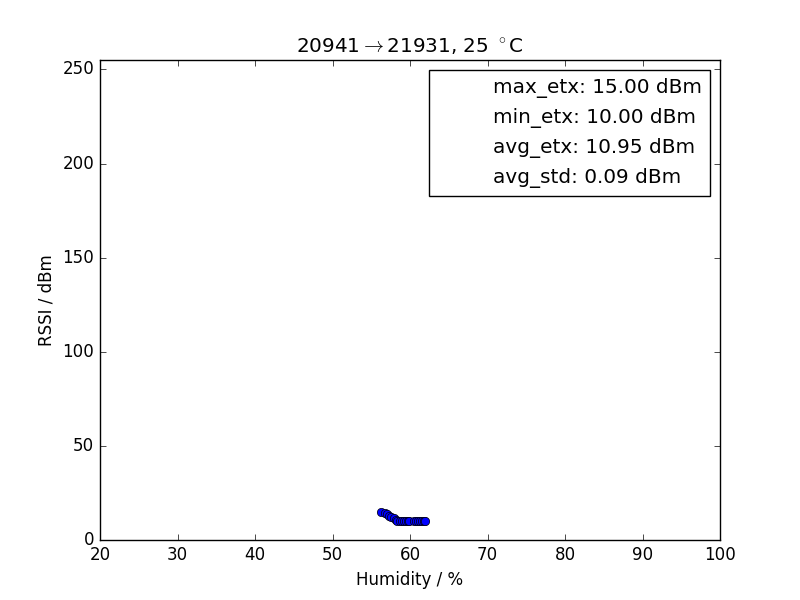 20941→21931, 25 °C
250
200
150
100
50
0
RSSI / dBm
max_etx: 15.00 dBm
min_etx: 10.00 dBm
avg_etx: 10.95 dBm
avg_std: 0.09 dBm
20 30 40 50 60 70 80 90 100
Humidity / %